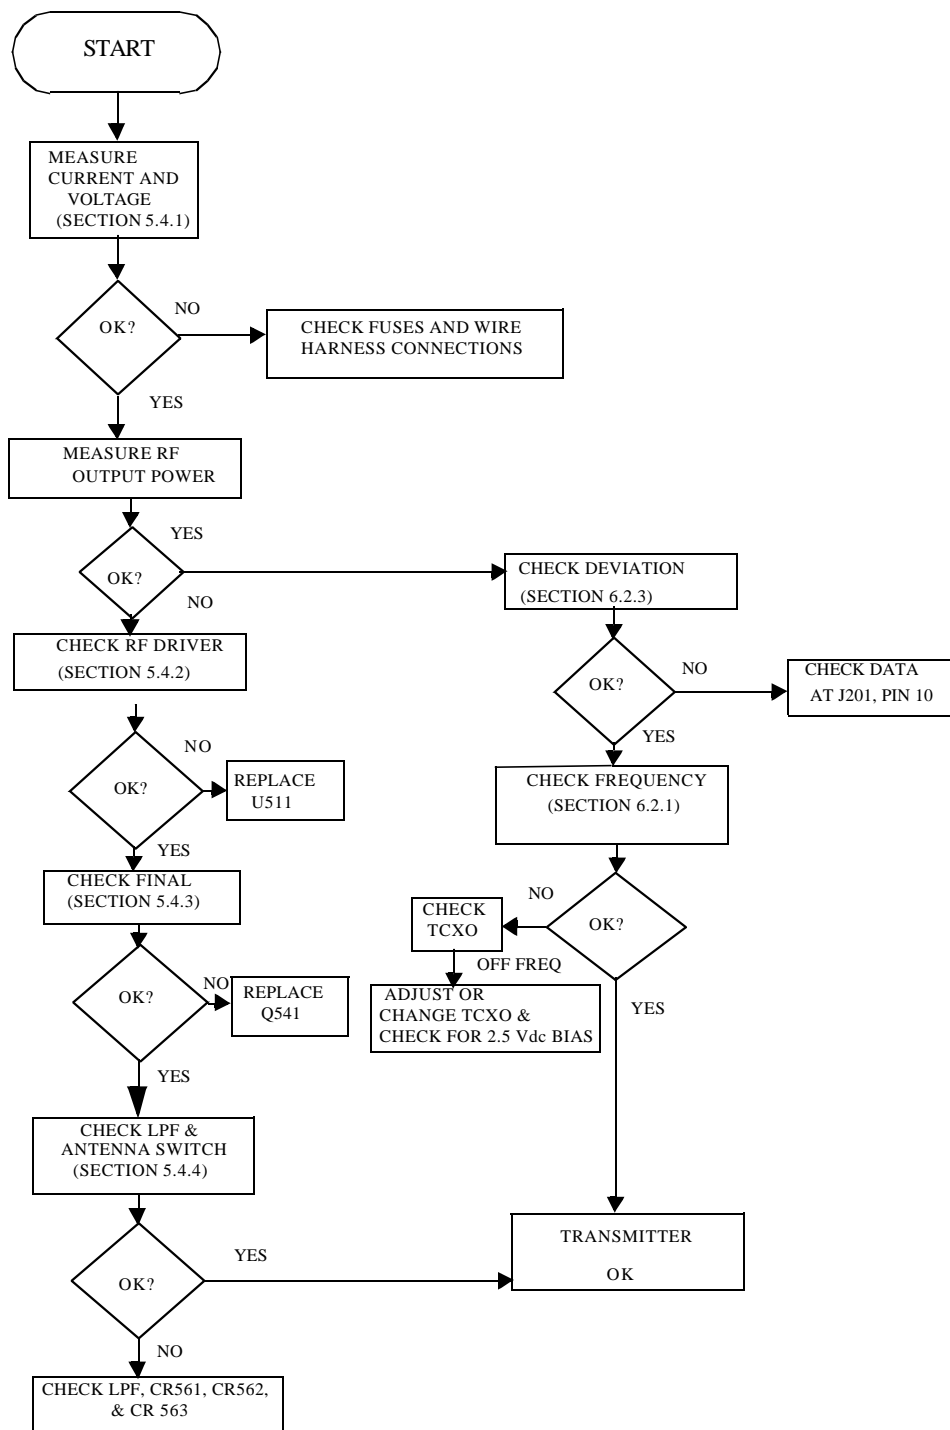 START
MEASURE
CURRENT AND
VOLTAGE
(SECTION 5.4.1)
OK?
NO
CHECK FUSES AND WIRE
HARNESS CONNECTIONS
YES
MEASURE RF
OUTPUT POWER
YES
OK?
NO
CHECK DEVIATION
(SECTION 6.2.3)
CHECK RF DRIVER
(SECTION 5.4.2)
OK?
NO
CHECK DATA
AT J201, PIN 10
YES
NO
OK?
REPLACE
U511
YES
CHECK FREQUENCY
(SECTION 6.2.1)
CHECK FINAL
(SECTION 5.4.3)
NO
OK?
CHECK
TCXO
OFF FREQ
ADJUST OR
CHANGE TCXO &
CHECK FOR 2.5 Vdc BIAS
YES
OK?
NO
REPLACE
Q541
YES
CHECK LPF &
ANTENNA SWITCH
(SECTION 5.4.4)
YES
OK?
TRANSMITTER
OK
NO
CHECK LPF, CR561, CR562,
& CR 563